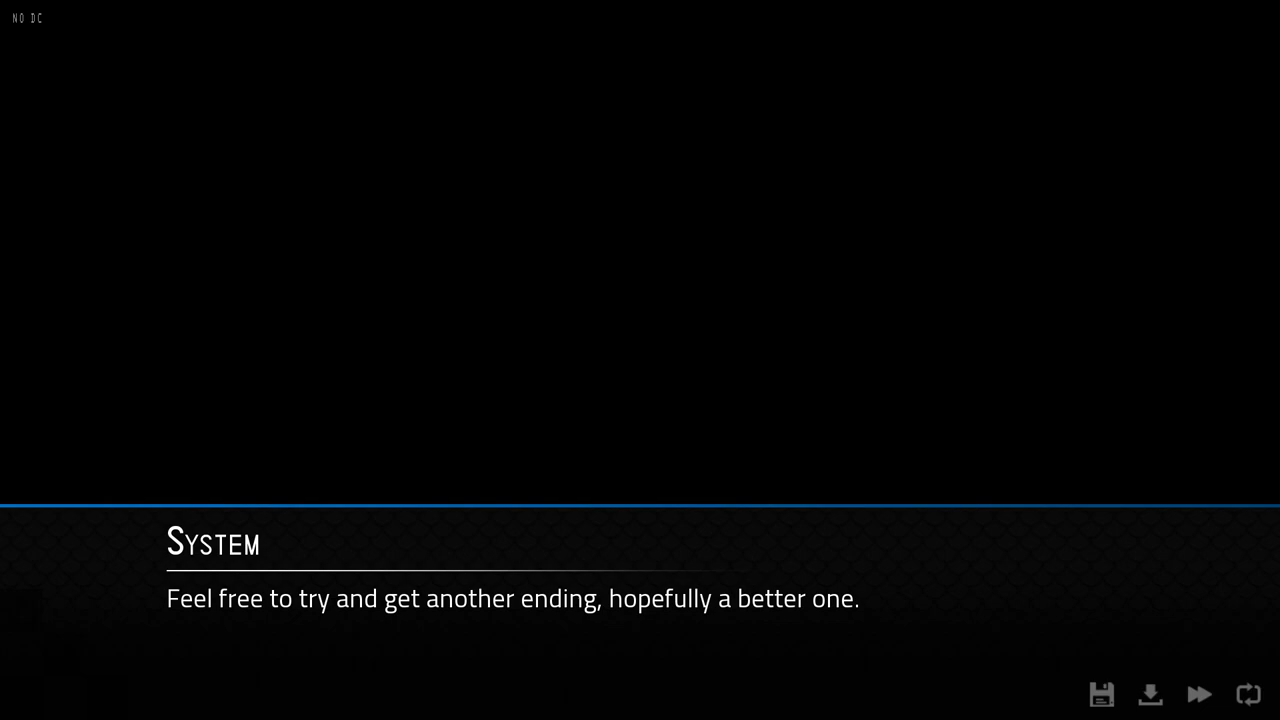 NO DC
System
Feel free to try and get another ending, hopefully a better one.